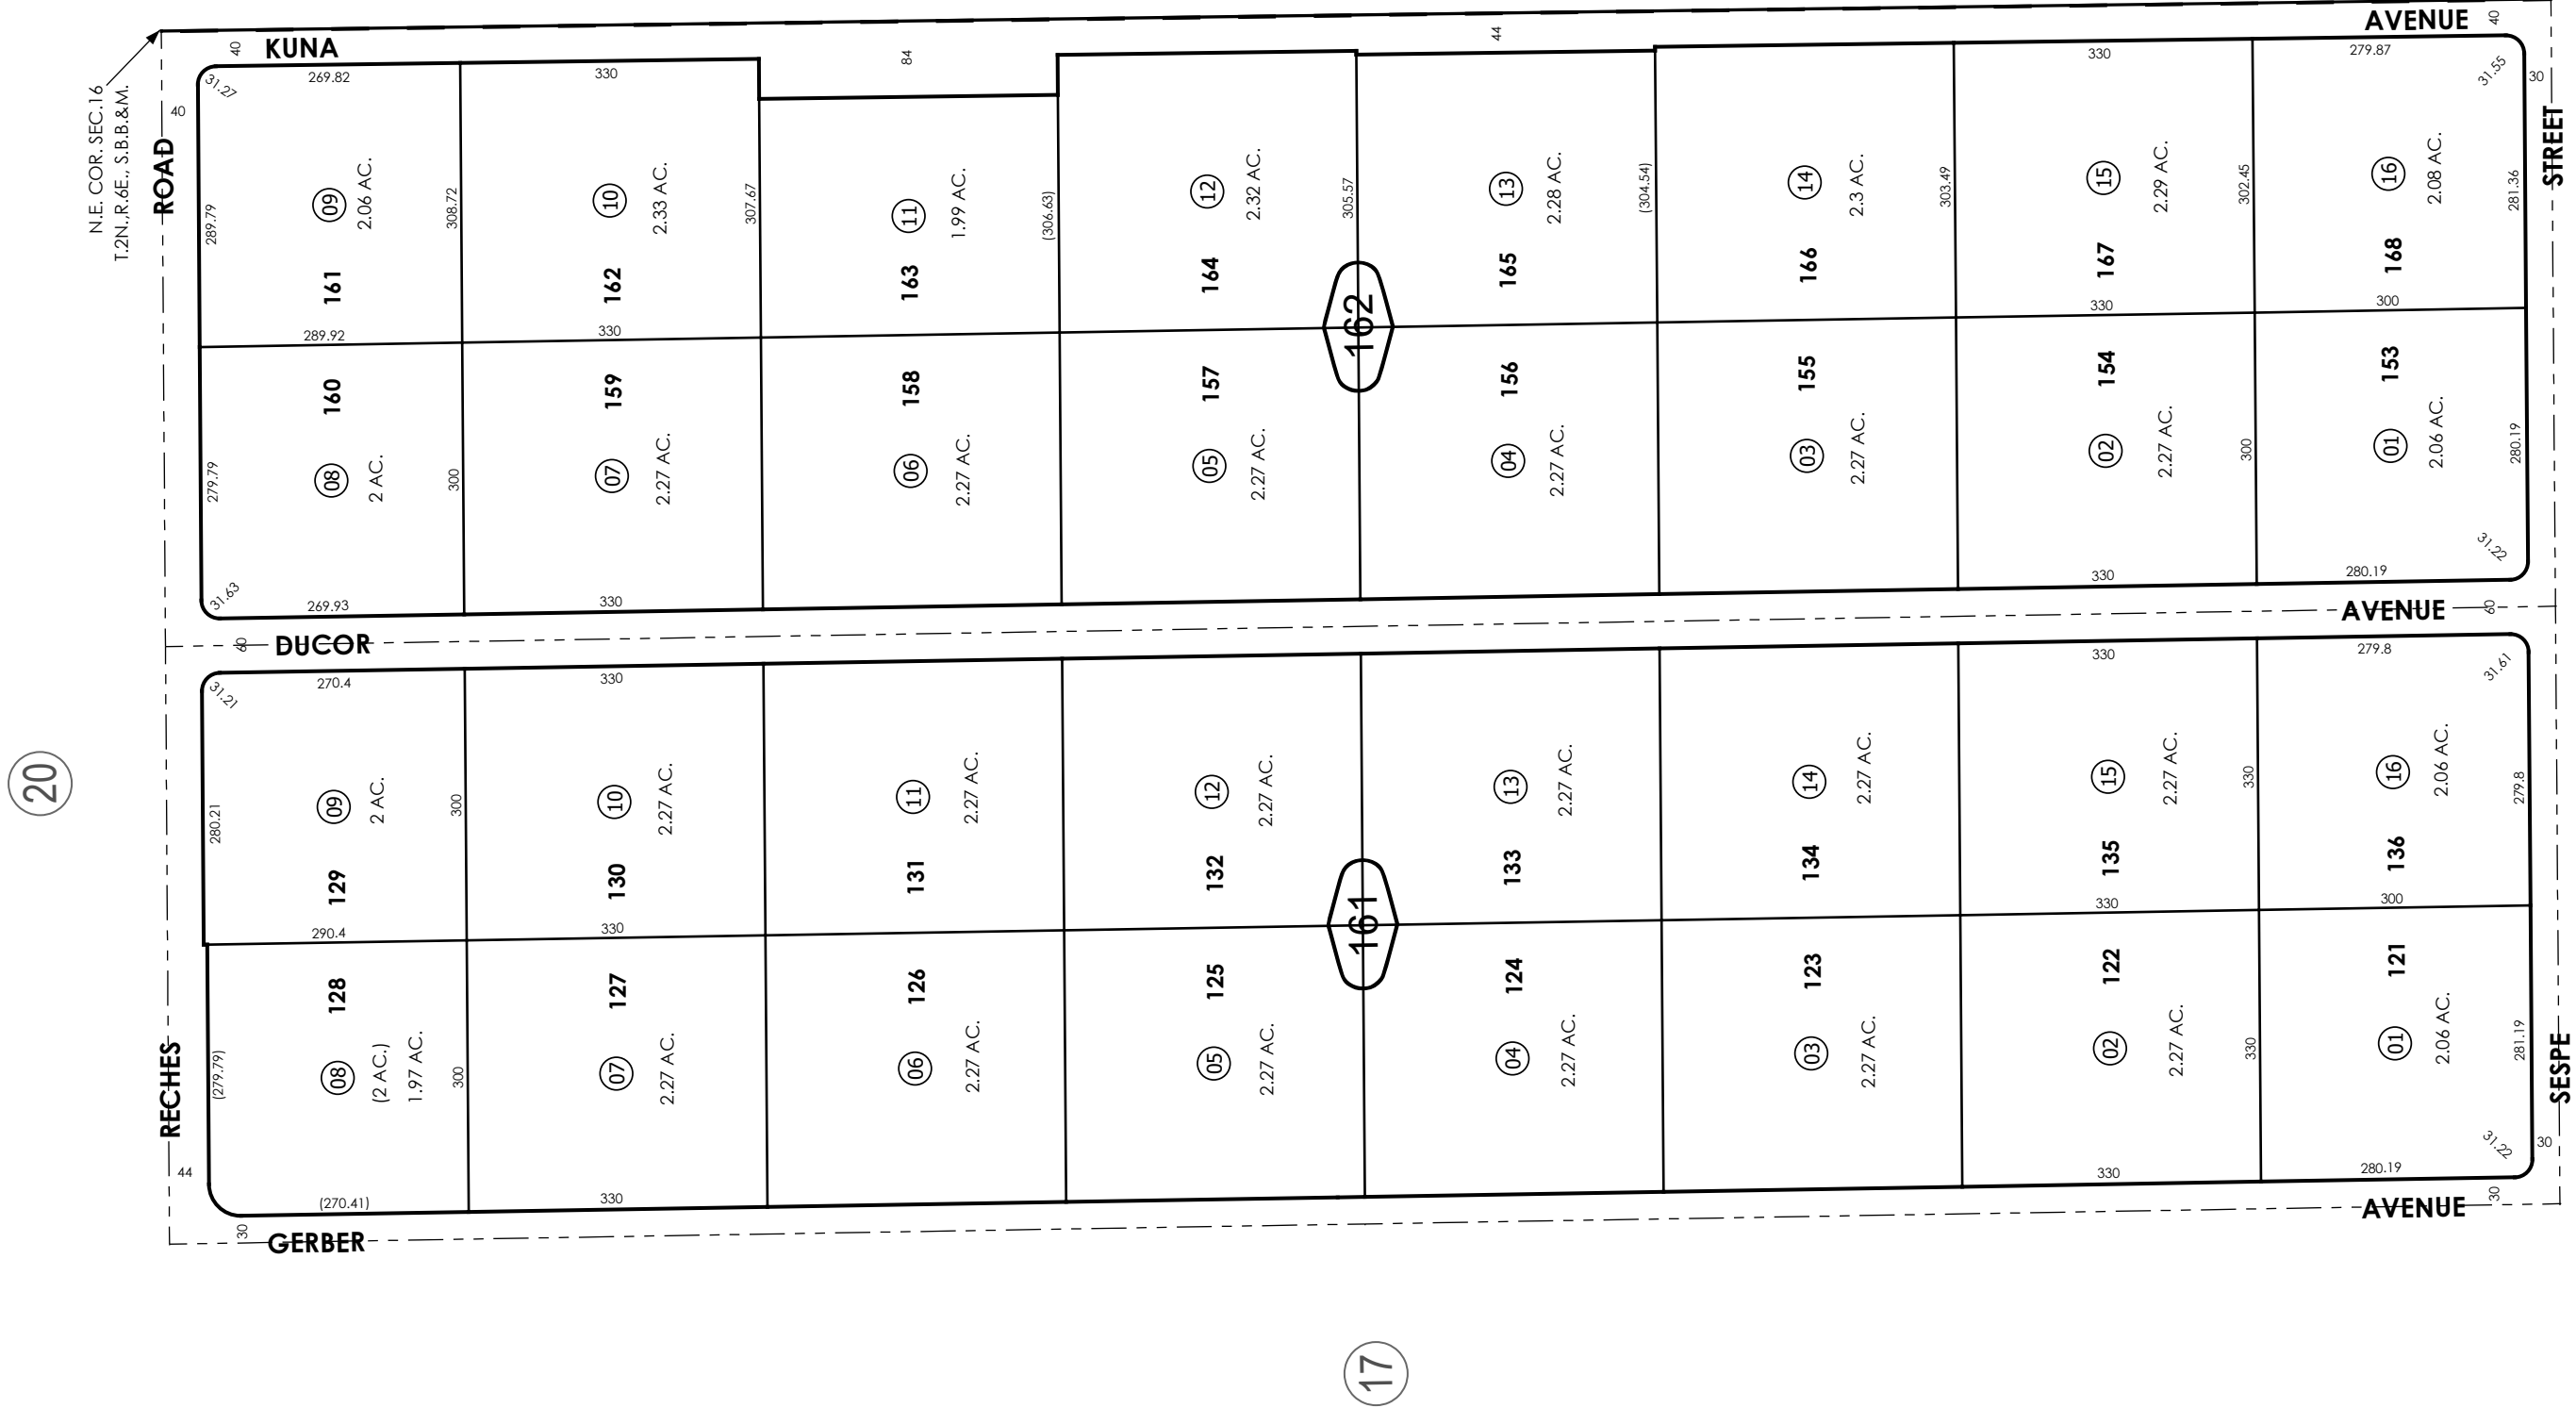 N.E. COR. SEC.16
T.2N.,R.6E., S.B.B.&M.
KUNA
AVENUE
ROAD
STREET
40
40
84
44
40
30
31.27
269.82
330
330
279.87
31.55
289.79
09
2.06 AC.
161
308.72
10
2.33 AC.
162
307.67
11
1.99 AC.
163
(306.63)
12
2.32 AC.
164
305.57
13
2.28 AC.
165
(304.54)
14
2.3 AC.
166
303.49
15
2.29 AC.
167
302.45
16
2.08 AC.
168
281.36
162
289.92
330
330
300
279.79
160
08
2 AC.
300
159
07
2.27 AC.
158
06
2.27 AC.
157
05
2.27 AC.
156
04
2.27 AC.
155
03
2.27 AC.
154
02
2.27 AC.
300
153
01
2.06 AC.
280.19
31.63
269.93
330
330
280.19
31.22
60
DUCOR
AVENUE
60
31.21
270.4
330
330
279.8
31.61
20
280.21
09
2 AC.
129
300
10
2.27 AC.
130
11
2.27 AC.
131
12
2.27 AC.
132
13
2.27 AC.
133
14
2.27 AC.
134
15
2.27 AC.
135
330
16
2.06 AC.
136
279.8
161
290.4
330
330
300
RECHES
SESPE
(279.79)
128
08
(2 AC.)
1.97 AC.
300
127
07
2.27 AC.
126
06
2.27 AC.
125
05
2.27 AC.
124
04
2.27 AC.
123
03
2.27 AC.
122
02
2.27 AC.
330
121
01
2.06 AC.
281.19
31.22
44
30
(270.41)
330
330
280.19
30
GERBER
AVENUE
30
17